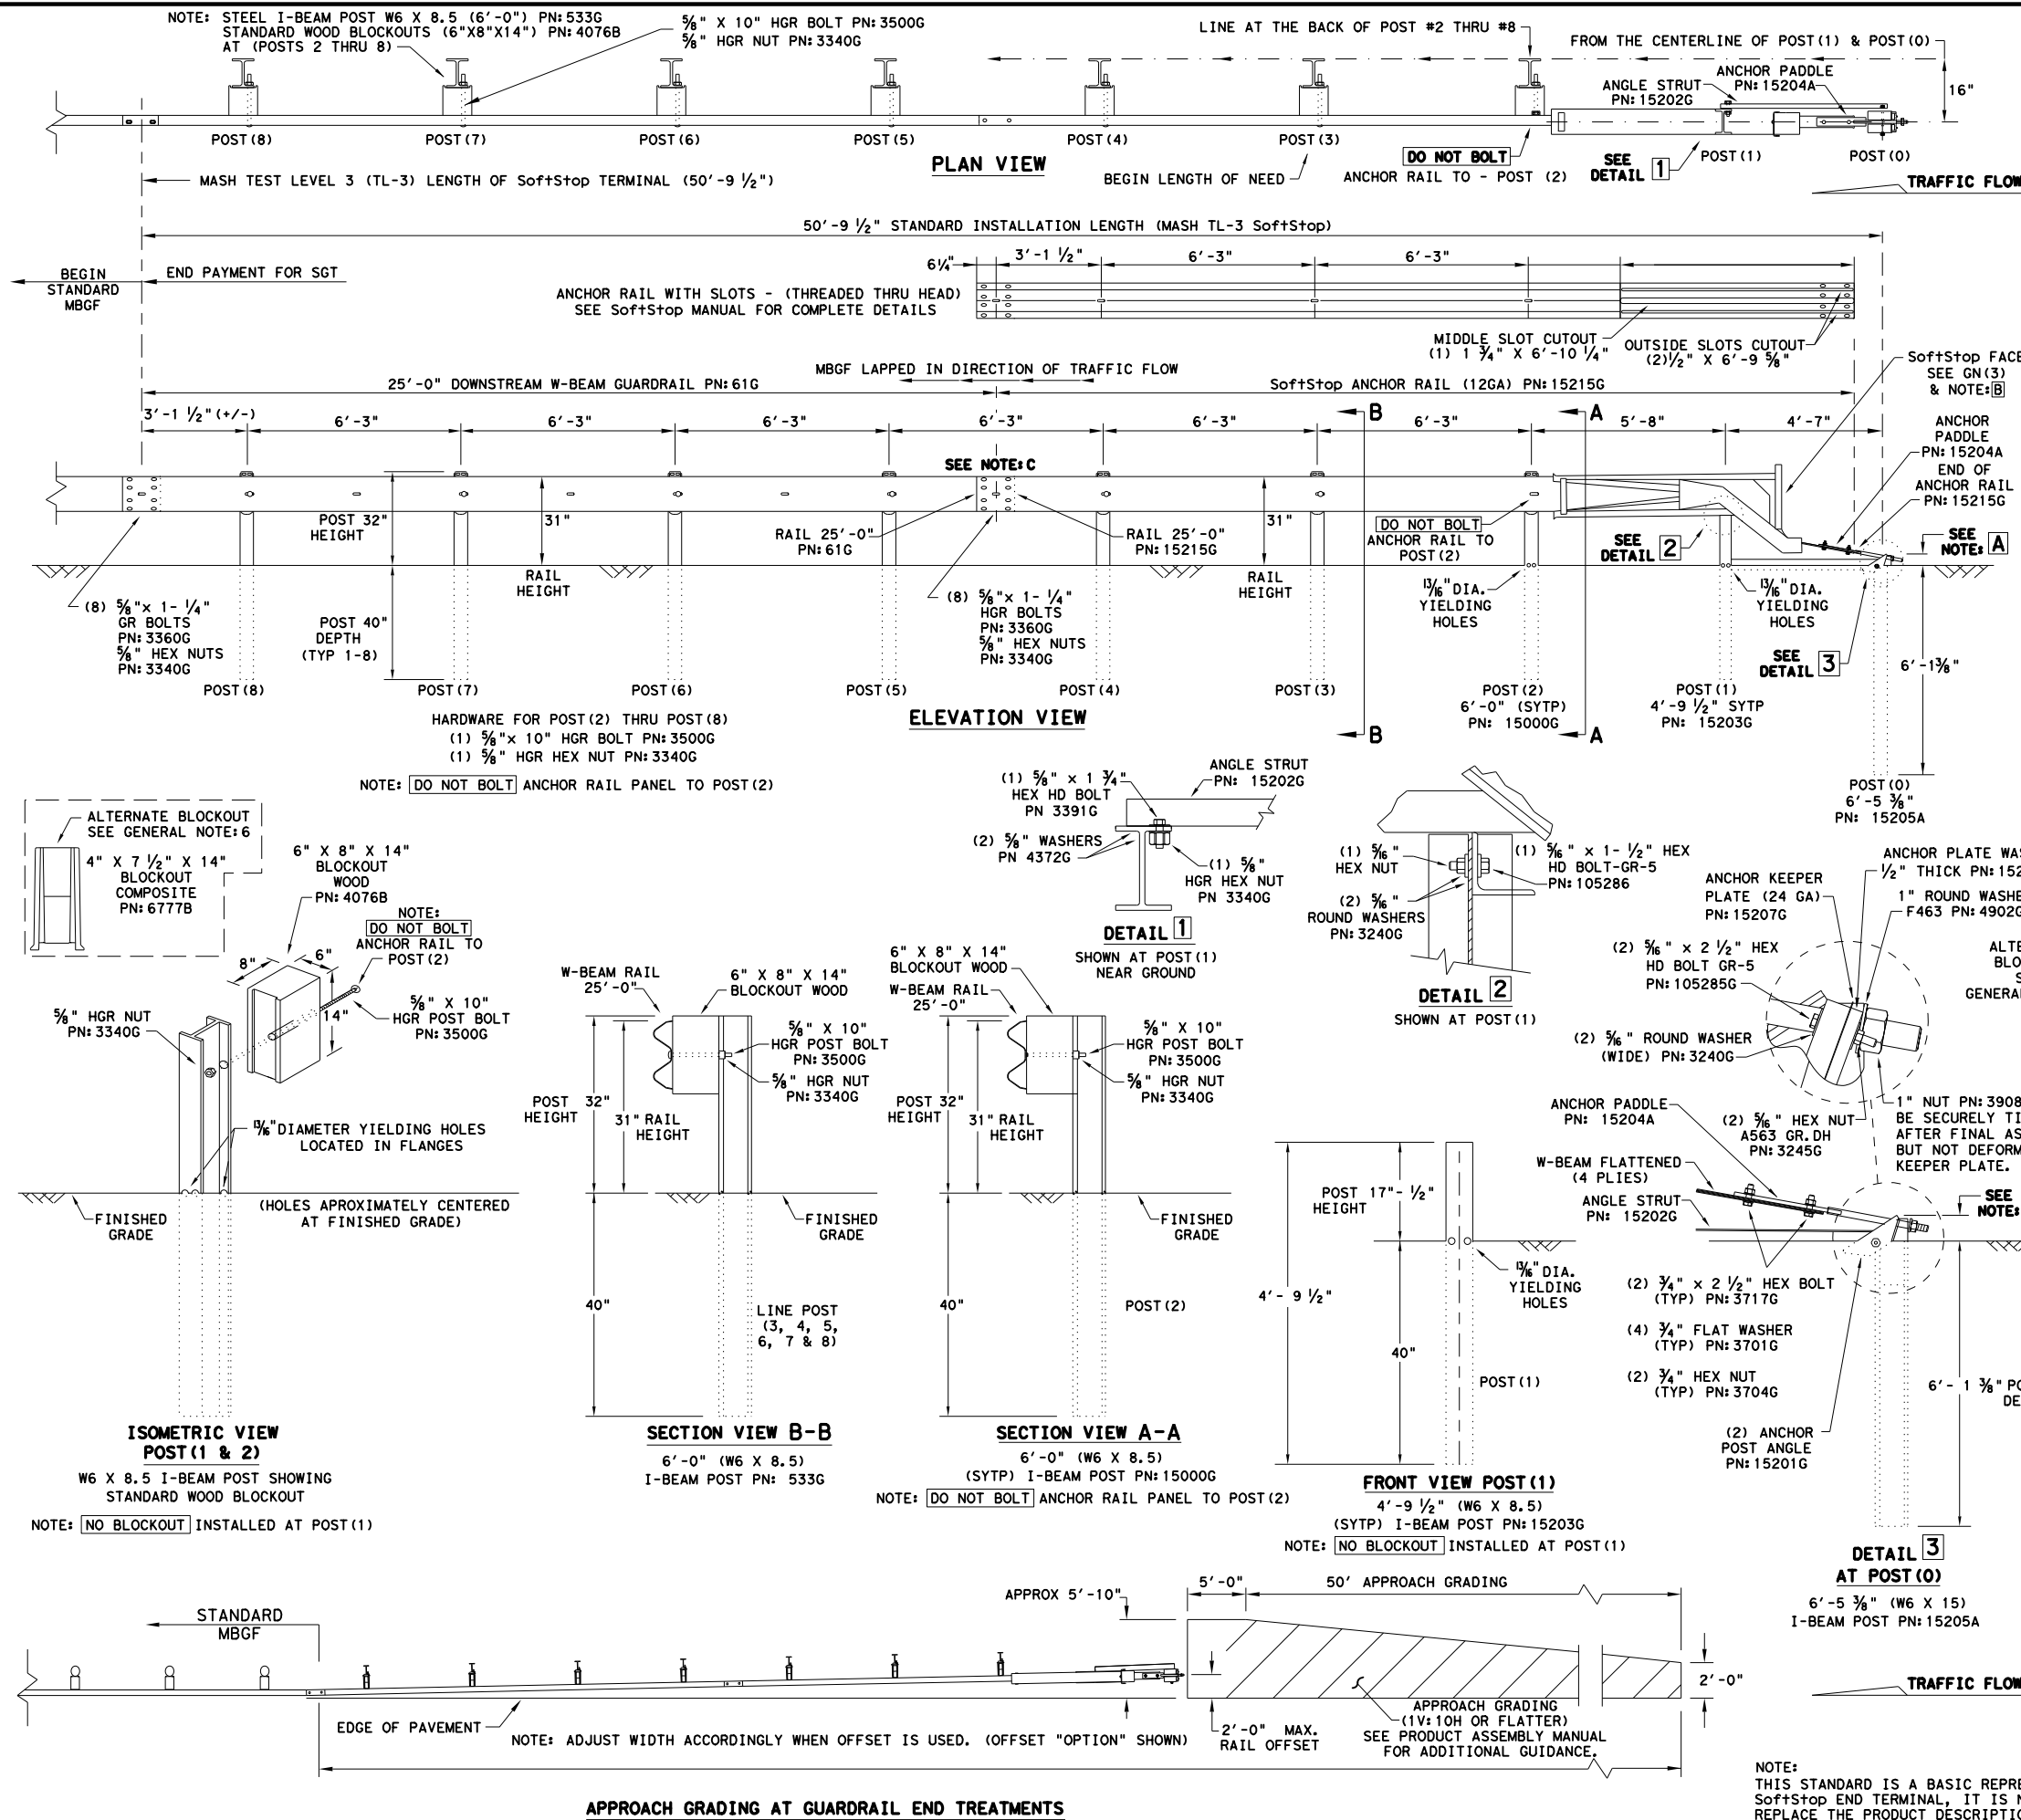 NOTE: STEEL I-BEAM POST W6 X 8.5 (6'-0") PN:533G
STANDARD WOOD BLOCKOUTS (6"X8"X14") PN:4076B
AT (POSTS 2 THRU 8)
5/8" X 10" HGR BOLT PN:3500G
5/8" HGR NUT PN:3340G
LINE AT THE BACK OF POST #2 THRU #8
FROM THE CENTERLINE OF POST(1) & POST(0)
ANCHOR PADDLE
PN:15204A
ANGLE STRUT
PN:15202G
16"
POST(8)
POST(7)
POST(6)
POST(5)
POST(4)
POST(3)
POST(1)
POST(0)
PLAN VIEW
DO NOT BOLT
ANCHOR RAIL TO - POST (2)
SEE
DETAIL 1
BEGIN LENGTH OF NEED
MASH TEST LEVEL 3 (TL-3) LENGTH OF SoftStop TERMINAL (50'-9 1/2")
TRAFFIC FLOW
50'-9 1/2" STANDARD INSTALLATION LENGTH (MASH TL-3 SoftStop)
BEGIN
STANDARD
MBGF
END PAYMENT FOR SGT
6 1/4"
3'-1 1/2"
6'-3"
6'-3"
ANCHOR RAIL WITH SLOTS - (THREADED THRU HEAD)
SEE SoftStop MANUAL FOR COMPLETE DETAILS
MIDDLE SLOT CUTOUT
(1) 1 3/4" X 6'-10 1/4"
OUTSIDE SLOTS CUTOUT
(2)1/2" X 6'-9 5/8"
SoftStop FACE
SEE GN(3)
& NOTE:B
MBGF LAPPED IN DIRECTION OF TRAFFIC FLOW
25'-0" DOWNSTREAM W-BEAM GUARDRAIL PN:61G
SoftStop ANCHOR RAIL (12GA) PN:15215G
B
A
3'-1 1/2"(+/-)
6'-3"
6'-3"
6'-3"
6'-3"
6'-3"
6'-3"
5'-8"
4'-7"
ANCHOR
PADDLE
PN:15204A
END OF
ANCHOR RAIL
PN:15215G
SEE NOTE:C
POST 32"
HEIGHT
31"
RAIL
HEIGHT
RAIL 25'-0"
PN:61G
RAIL 25'-0"
PN:15215G
31"
RAIL
HEIGHT
DO NOT BOLT
ANCHOR RAIL TO
POST(2)
SEE
DETAIL 2
SEE
NOTE: A
13/16" DIA.
YIELDING
HOLES
13/16" DIA.
YIELDING
HOLES
(8) 5/8"x 1- 1/4"
GR BOLTS
PN:3360G
5/8" HEX NUTS
PN:3340G
POST 40"
DEPTH
(TYP 1-8)
(8) 5/8"x 1- 1/4"
HGR BOLTS
PN:3360G
5/8" HEX NUTS
PN:3340G
SEE
DETAIL 3
6'-1 3/8"
POST(8)
POST(7)
POST(6)
POST(5)
POST(4)
POST(3)
POST(2)
6'-0" (SYTP)
PN: 15000G
POST(1)
4'-9 1/2" SYTP
PN: 15203G
POST(0)
6'-5 3/8"
PN: 15205A
ELEVATION VIEW
B
A
HARDWARE FOR POST(2) THRU POST(8)
(1) 5/8"x 10" HGR BOLT PN:3500G
(1) 5/8" HGR HEX NUT PN:3340G
NOTE: DO NOT BOLT ANCHOR RAIL PANEL TO POST(2)
ALTERNATE BLOCKOUT
SEE GENERAL NOTE:6
4" X 7 1/2" X 14"
BLOCKOUT
COMPOSITE
PN:6777B
6" X 8" X 14"
BLOCKOUT
WOOD
PN:4076B
NOTE:
DO NOT BOLT
ANCHOR RAIL TO
POST(2)
8"
6"
14"
5/8" X 10"
HGR POST BOLT
PN:3500G
5/8" HGR NUT
PN:3340G
13/16"DIAMETER YIELDING HOLES
LOCATED IN FLANGES
FINISHED
GRADE
(HOLES APROXIMATELY CENTERED
AT FINISHED GRADE)
ISOMETRIC VIEW
POST(1 & 2)
W6 X 8.5 I-BEAM POST SHOWING
STANDARD WOOD BLOCKOUT
NOTE: NO BLOCKOUT INSTALLED AT POST(1)
W-BEAM RAIL
25'-0"
6" X 8" X 14"
BLOCKOUT WOOD
5/8" X 10"
HGR POST BOLT
PN:3500G
5/8" HGR NUT
PN:3340G
POST 32"
HEIGHT
31" RAIL
HEIGHT
FINISHED
GRADE
40"
LINE POST
(3, 4, 5,
6, 7 & 8)
SECTION VIEW B-B
6'-0" (W6 X 8.5)
I-BEAM POST PN: 533G
6" X 8" X 14"
BLOCKOUT WOOD
W-BEAM RAIL
25'-0"
5/8" X 10"
HGR POST BOLT
PN:3500G
5/8" HGR NUT
PN:3340G
POST 32"
HEIGHT
31" RAIL
HEIGHT
FINISHED
GRADE
40"
POST(2)
SECTION VIEW A-A
6'-0" (W6 X 8.5)
(SYTP) I-BEAM POST PN:15000G
NOTE: DO NOT BOLT ANCHOR RAIL PANEL TO POST(2)
(1) 5/8" x 1 3/4"
HEX HD BOLT
PN 3391G
ANGLE STRUT
PN: 15202G
(2) 5/8" WASHERS
PN 4372G
(1) 5/8"
HGR HEX NUT
PN 3340G
DETAIL 1
SHOWN AT POST(1)
NEAR GROUND
(1) 5/16"
HEX NUT
(1) 5/16" x 1- 1/2" HEX
HD BOLT-GR-5
PN:105286
(2) 5/16"
ROUND WASHERS
PN:3240G
DETAIL 2
SHOWN AT POST(1)
ANCHOR KEEPER
PLATE (24 GA)
PN:15207G
ANCHOR PLATE
1/2" THICK
1" ROUND
F463 PN:4902G
(2) 5/16" x 2 1/2" HEX
HD BOLT GR-5
PN:105285G
(2) 5/16" ROUND WASHER
(WIDE) PN:3240G
ANCHOR PADDLE
PN: 15204A
(2) 5/16" HEX NUT
A563 GR.DH
PN:3245G
1" NUT
BE SECURELY
AFTER FINAL
BUT NOT
KEEPER PLATE.
W-BEAM FLATTENED
(4 PLIES)
ANGLE STRUT
PN: 15202G
SEE
NOTE:
(2) 3/4" x 2 1/2" HEX BOLT
(TYP) PN:3717G
(4) 3/4" FLAT WASHER
(TYP) PN:3701G
(2) 3/4" HEX NUT
(TYP) PN:3704G
6'- 1 3/8"
(2) ANCHOR
POST ANGLE
PN:15201G
DETAIL 3
AT POST(0)
6'-5 3/8" (W6 X 15)
I-BEAM POST PN:15205A
POST 17"- 1/2"
HEIGHT
13/16" DIA.
YIELDING
HOLES
4'- 9 1/2"
40"
POST(1)
FRONT VIEW POST(1)
4'-9 1/2" (W6 X 8.5)
(SYTP) I-BEAM POST PN:15203G
NOTE: NO BLOCKOUT INSTALLED AT POST(1)
STANDARD
MBGF
APPROX 5'-10"
5'-0"
50' APPROACH GRADING
2'-0"
TRAFFIC FLOW
EDGE OF PAVEMENT
NOTE: ADJUST WIDTH ACCORDINGLY WHEN OFFSET IS USED. (OFFSET "OPTION" SHOWN)
2'-0" MAX.
RAIL OFFSET
APPROACH GRADING
(1V:10H OR FLATTER)
SEE PRODUCT ASSEMBLY MANUAL
FOR ADDITIONAL GUIDANCE.
APPROACH GRADING AT GUARDRAIL END TREATMENTS
NOTE:
THIS STANDARD IS A BASIC
SoftStop END TERMINAL, IT IS
REPLACE THE PRODUCT